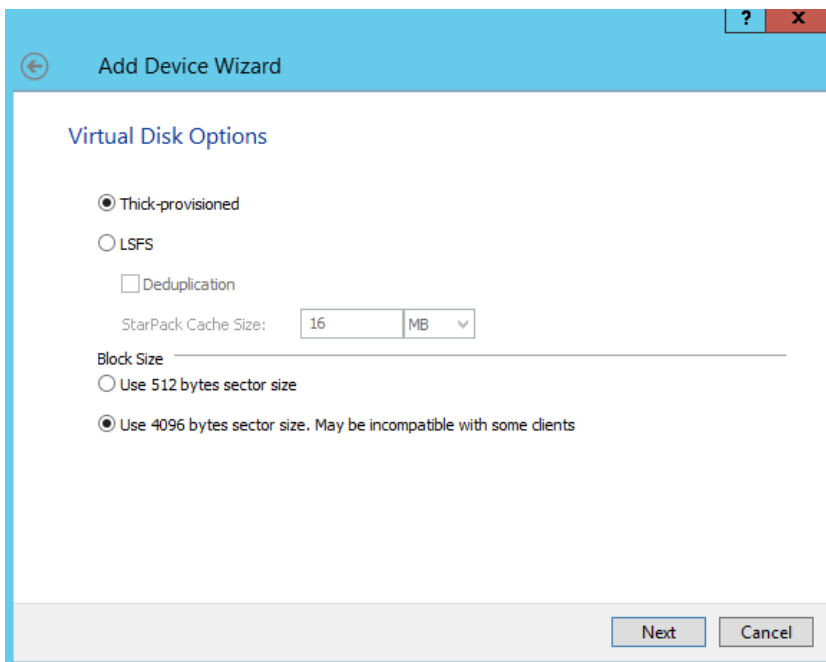 ? x
Add Device Wizard
Virtual Disk Options
Thick-provisioned
LSFS
Deduplication
StarPack Cache Size: 16 MB
Block Size
Use 512 bytes sector size
Use 4096 bytes sector size. May be incompatible with some clients
Next Cancel